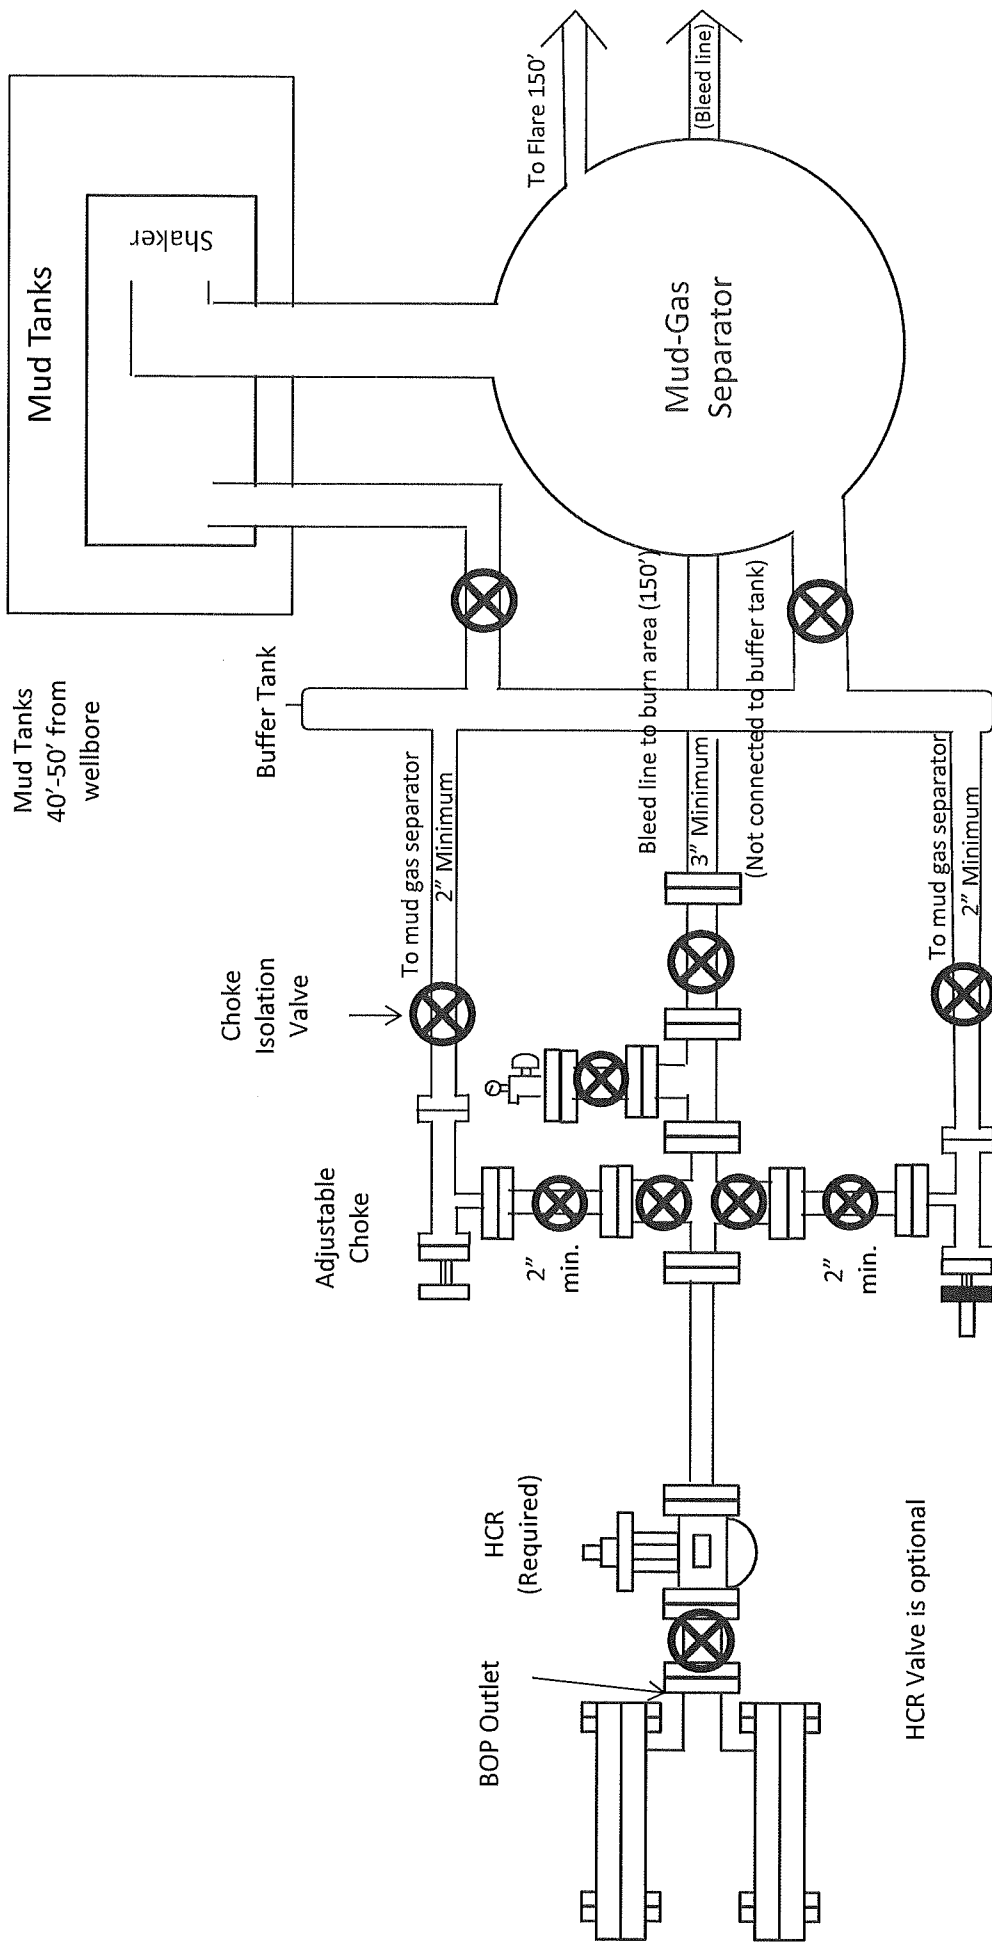 Mud Tanks
40'-50' from
wellbore
Mud Tanks
Shaker
Buffer Tank
To Flare 150'
(Bleed line)
Mud-Gas
Separator
Choke
Isolation
Valve
To mud gas separator
2" Minimum
Bleed line to burn area (150')
3" Minimum
(Not connected to buffer tank)
To mud gas separator
2" Minimum
Adjustable
Choke
2"
min.
2"
min.
HCR
(Required)
BOP Outlet
HCR Valve is optional